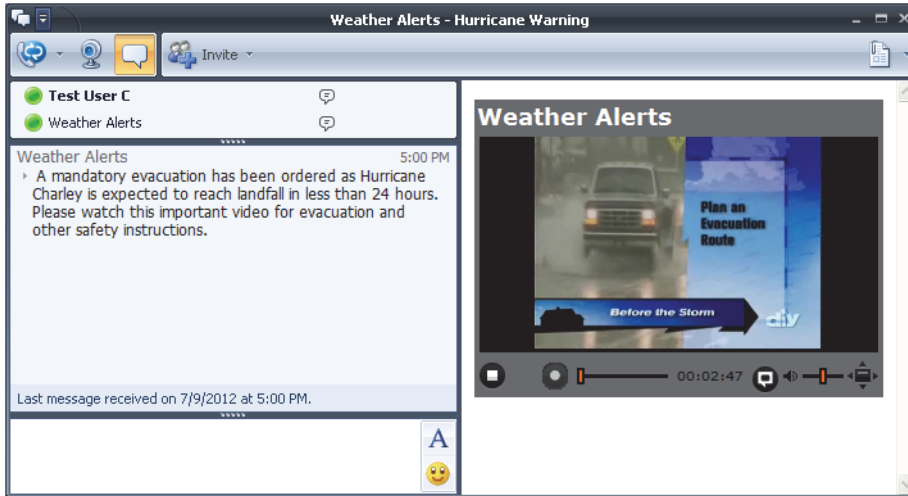 Weather Alerts - Hurricane Warning
Invite
Test User C
Weather Alerts
Weather Alerts 5:00 PM
A mandatory evacuation has been ordered as Hurricane
Charley is expected to reach landfall in less than 24 hours.
Please watch this important video for evacuation and
other safety instructions.
Last message received on 7/9/2012 at 5:00 PM.
A
Weather Alerts
Plan an
Evacuation
Route
Before the Storm
diy
00:02:47